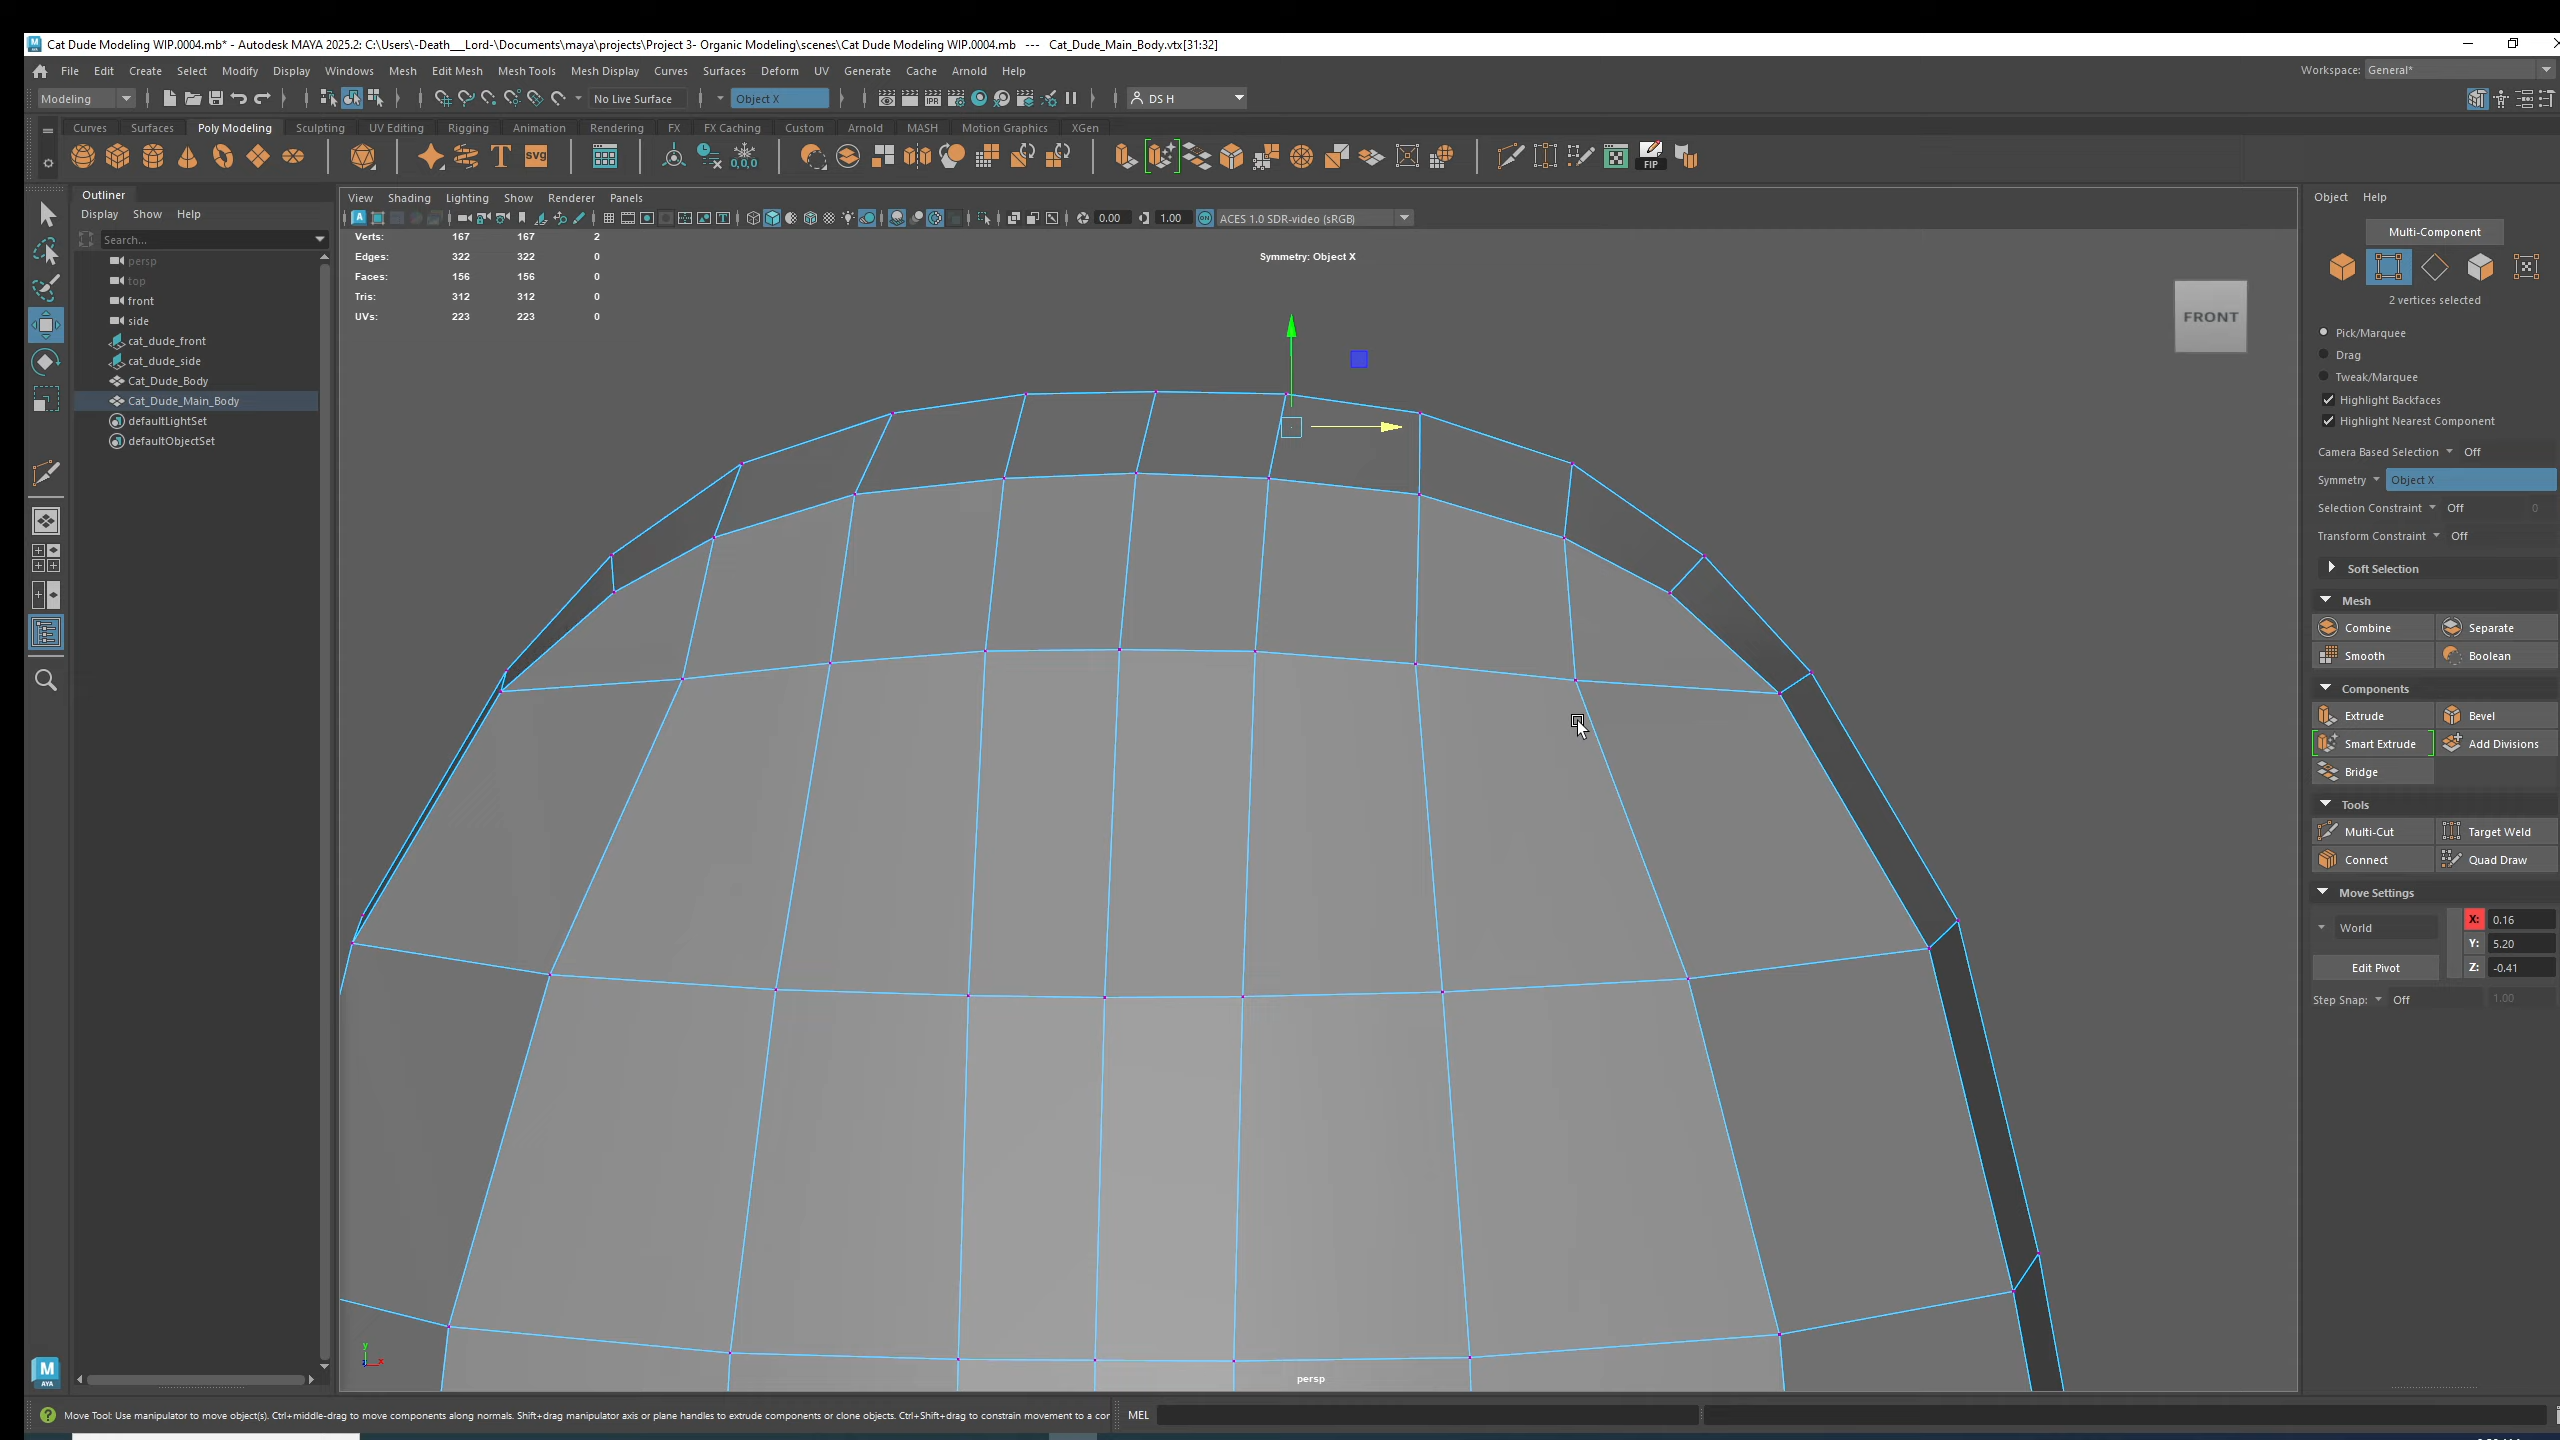 Cat Dude Modeling WIP.0004.mb* - Autodesk MAYA 2025.2: C:\Users\-Death__Lord-\Documents\maya\projects\Project 3- Organic Modeling\scenes\Cat Dude Modeling WIP.0004.mb --- Cat_Dude_Main_Body.vtx[31:32]
File Edit Create Select Modify Display Windows Mesh Edit Mesh Mesh Tools Mesh Display Curves Surfaces Deform UV Generate Cache Arnold Help
Workspace: General*
Modeling No Live Surface Object X IPR DS H
Curves Surfaces Poly Modeling Sculpting UV Editing Rigging Animation Rendering FX FX Caching Custom Arnold MASH Motion Graphics XGen
T svg 0,0,0 FIP
Outliner
Display Show Help
Search...
persp
top
front
side
cat_dude_front
cat_dude_side
Cat_Dude_Body
Cat_Dude_Main_Body
defaultLightSet
defaultObjectSet
View Shading Lighting Show Renderer Panels
0.00 1.00 ON ACES 1.0 SDR-video (sRGB)
Verts: 167 167 2
Edges: 322 322 0
Faces: 156 156 0
Tris: 312 312 0
UVs: 223 223 0
Symmetry: Object X
FRONT
y
x
persp
Object Help
Multi-Component
2 vertices selected
Pick/Marquee
Drag
Tweak/Marquee
Highlight Backfaces
Highlight Nearest Component
Camera Based Selection Off
Symmetry Object X
Selection Constraint Off 0
Transform Constraint Off
Soft Selection
Mesh
Combine Separate
Smooth Boolean
Components
Extrude Bevel
Smart Extrude Add Divisions
Bridge
Tools
Multi-Cut Target Weld
Connect Quad Draw
Move Settings
World
X: 0.16
Y: 5.20
Z: -0.41
Edit Pivot
Step Snap: Off 1.00
M
AYA
Move Tool: Use manipulator to move object(s). Ctrl+middle-drag to move components along normals. Shift+drag manipulator axis or plane handles to extrude components or clone objects. Ctrl+Shift+drag to constrain movement to a cor
MEL